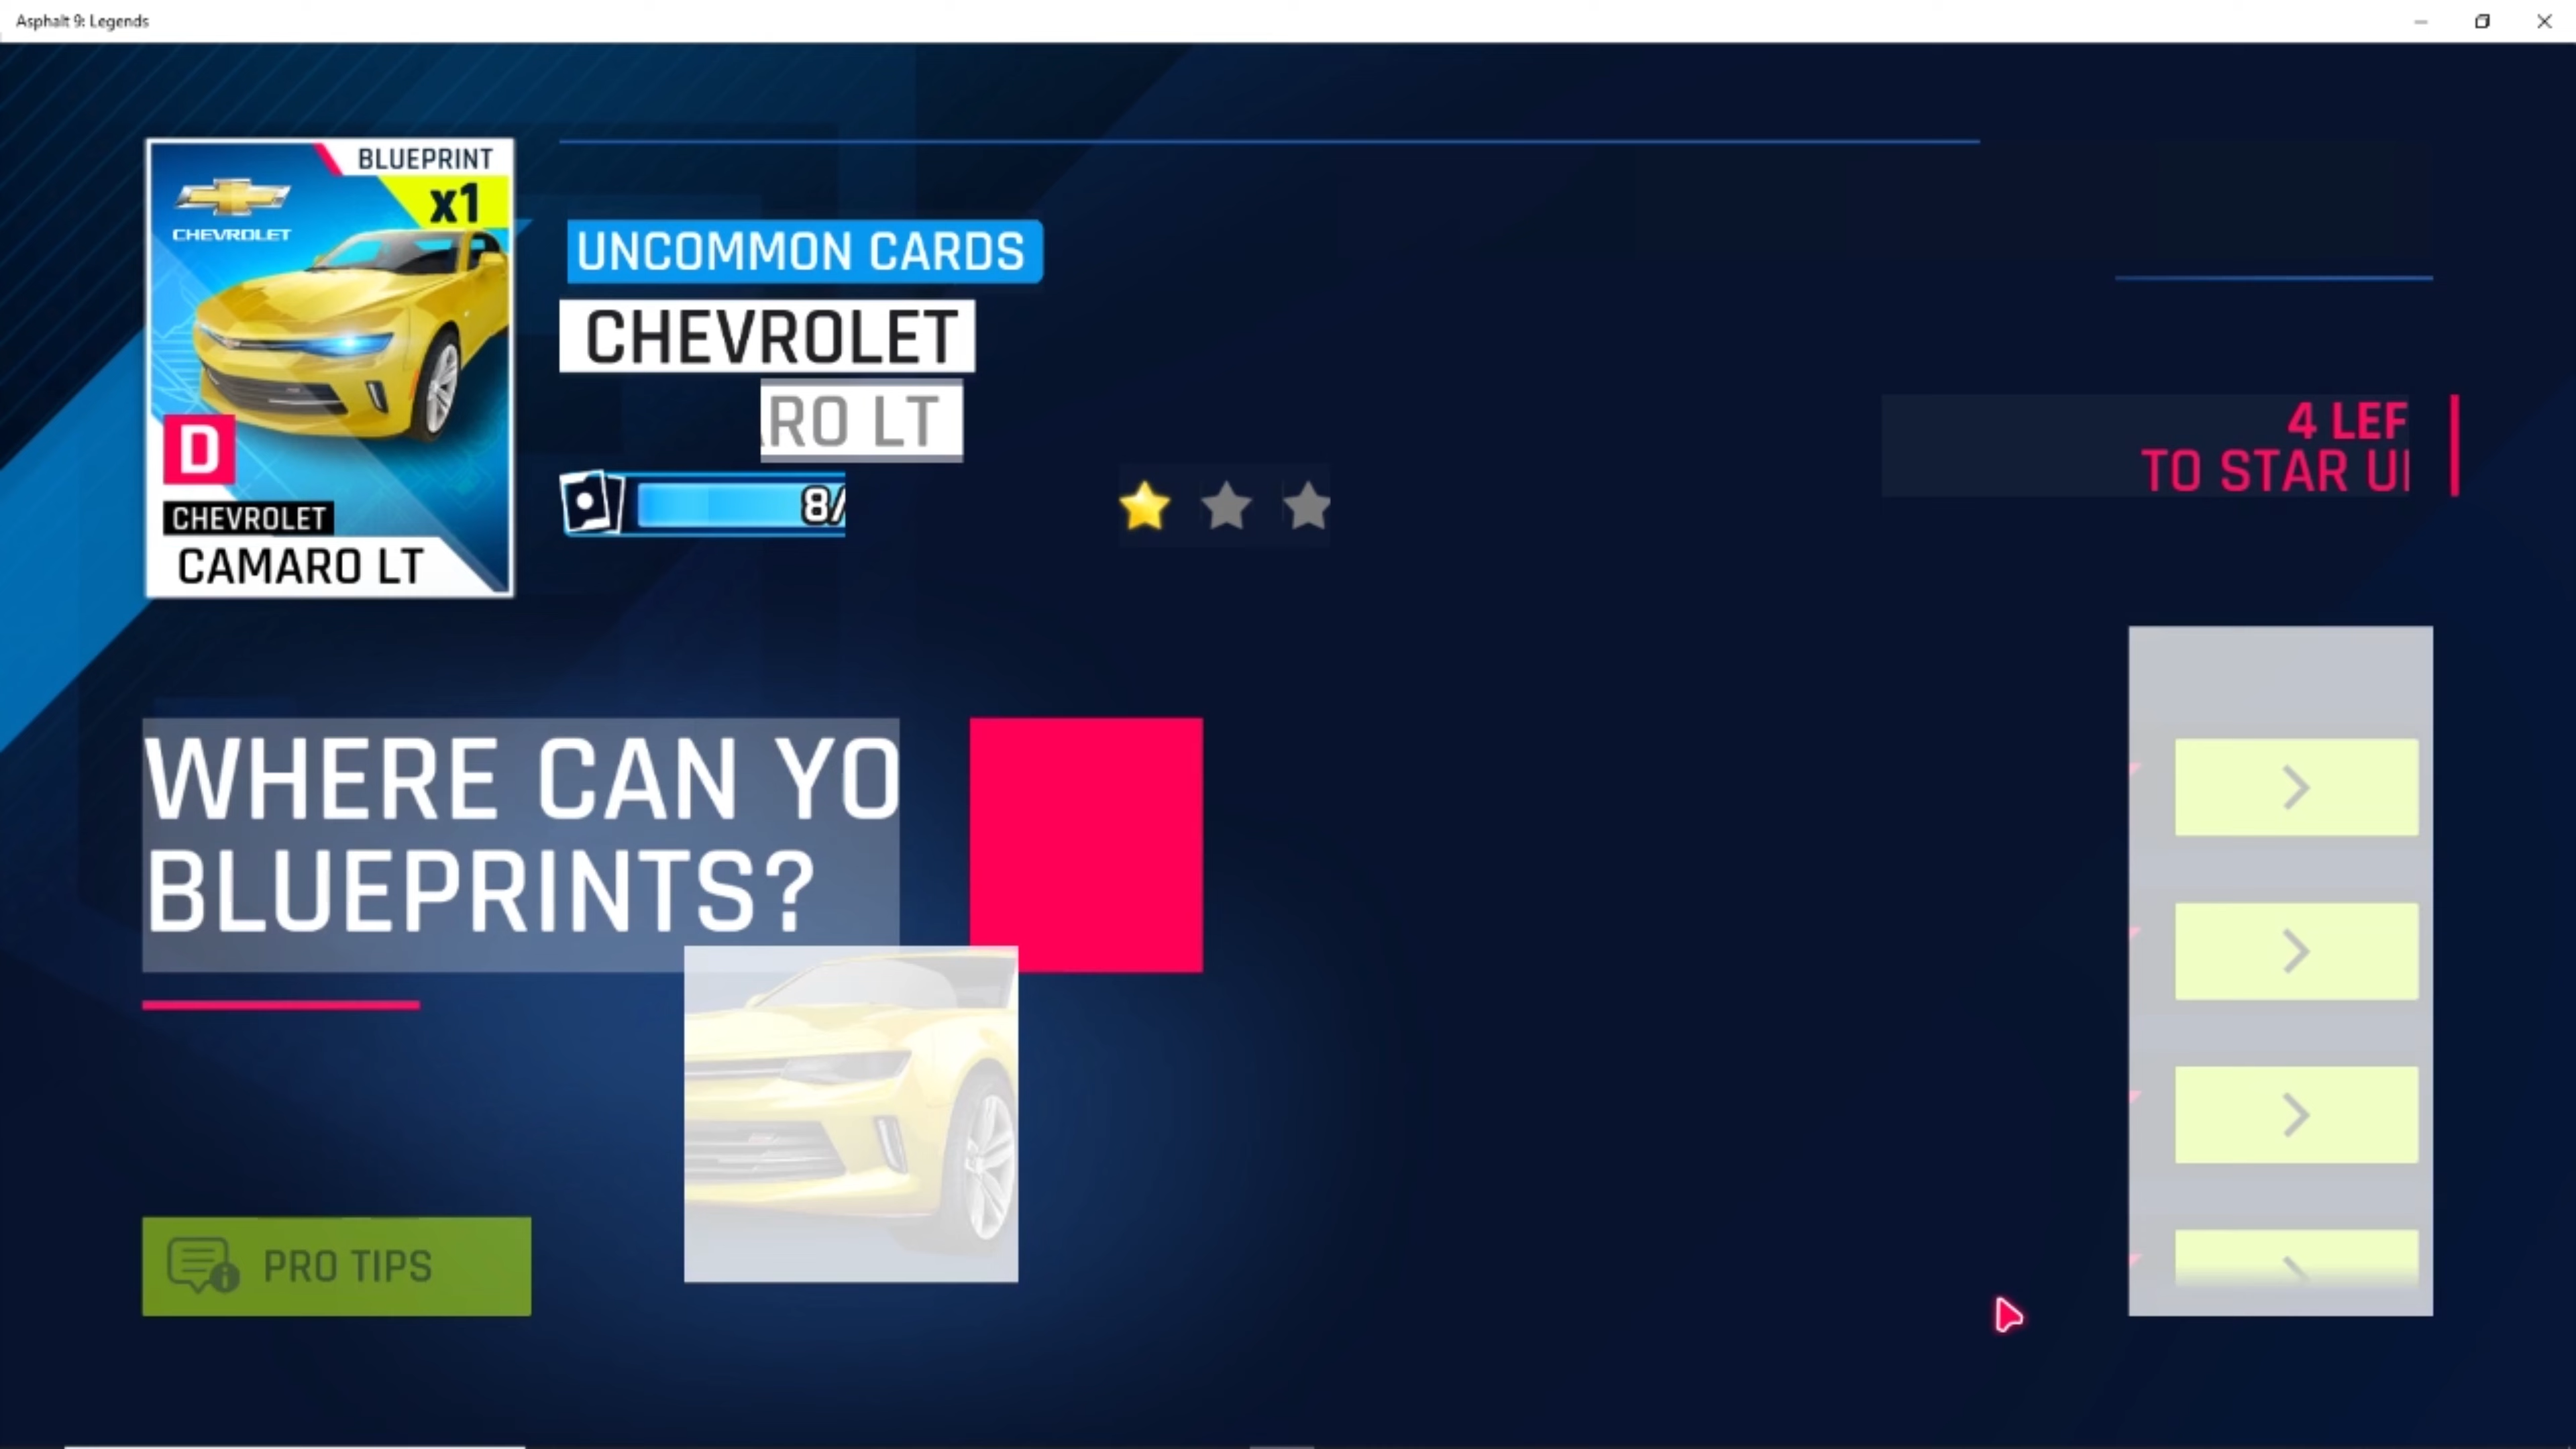 Asphalt 9: Legends
BLUEPRINT
x1
CHEVROLET
D
CHEVROLET
CAMARO LT
UNCOMMON CARDS
CHEVROLET
RO LT
8/
4 LEF
TO STAR U
WHERE CAN YO
BLUEPRINTS?
PRO TIPS